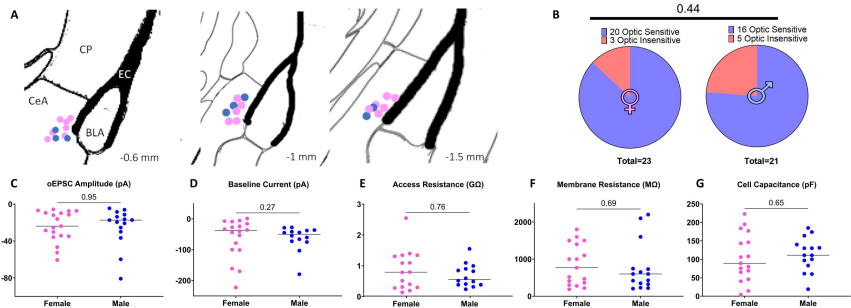 A
CP
EC
CeA
BLA
-0.6 mm
-1 mm
-1.5 mm
B
0.44
20 Optic Sensitive
3 Optic Insensitive
16 Optic Sensitive
5 Optic Insensitive
Total=23
Total=21
C
oEPSC Amplitude (pA)
0.95
0
-40
-80
Female
Male
D
Baseline Current (pA)
0.27
0
-100
-200
Female
Male
E
Access Resistance (GΩ)
0.76
3
2
1
0
Female
Male
F
Membrane Resistance (MΩ)
0.69
3000
2000
1000
0
Female
Male
G
Cell Capacitance (pF)
0.65
250
200
150
100
50
0
Female
Male